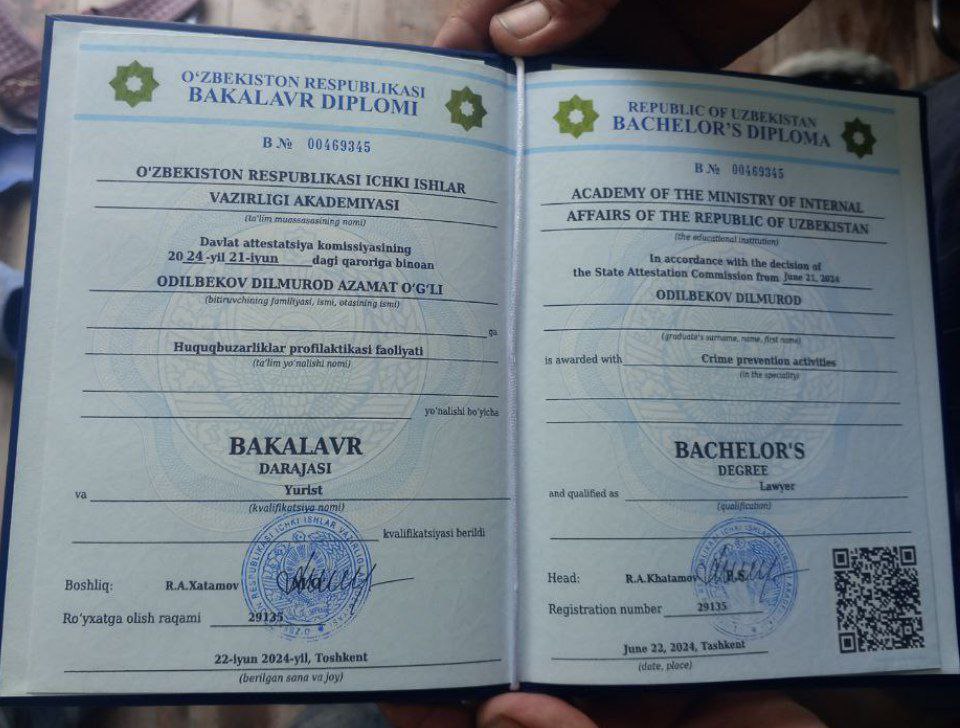 O‘ZBEKISTON RESPUBLIKASI
BAKALAVR DIPLOMI
B № 00469345
O'ZBEKISTON RESPUBLIKASI ICHKI ISHLAR
VAZIRLIGI AKADEMIYASI
(ta'lim muassasasining nomi)
Davlat attestatsiya komissiyasining
20 24 -yil 21-iyun dagi qaroriga binoan
ODILBEKOV DILMUROD AZAMAT O‘G‘LI
(bitiruvchining familiyasi, ismi, otasining ismi)
ga
Huquqbuzarliklar profilaktikasi faoliyati
(ta'lim yo'nalishi nomi)
yo'nalishi bo'yicha
BAKALAVR
DARAJASI
va Yurist
(kvalifikatsiya nomi)
kvalifikatsiyasi berildi
Boshliq: R.A.Xatamov
Ro'yxatga olish raqami 29135
22-iyun 2024-yil, Toshkent
(berilgan sana va joy)
REPUBLIC OF UZBEKISTAN
BACHELOR'S DIPLOMA
B № 00469345
ACADEMY OF THE MINISTRY OF INTERNAL
AFFAIRS OF THE REPUBLIC OF UZBEKISTAN
(the educational institution)
In accordance with the decision of
the State Attestation Commission from June 21, 2024
ODILBEKOV DILMUROD
(graduate's surname, name, first name)
is awarded with Crime prevention activities
(in the speciality)
BACHELOR'S
DEGREE
and qualified as Lawyer
(qualification)
Head: R.A.Khatamov
Registration number 29135
June 22, 2024, Tashkent
(date, place)